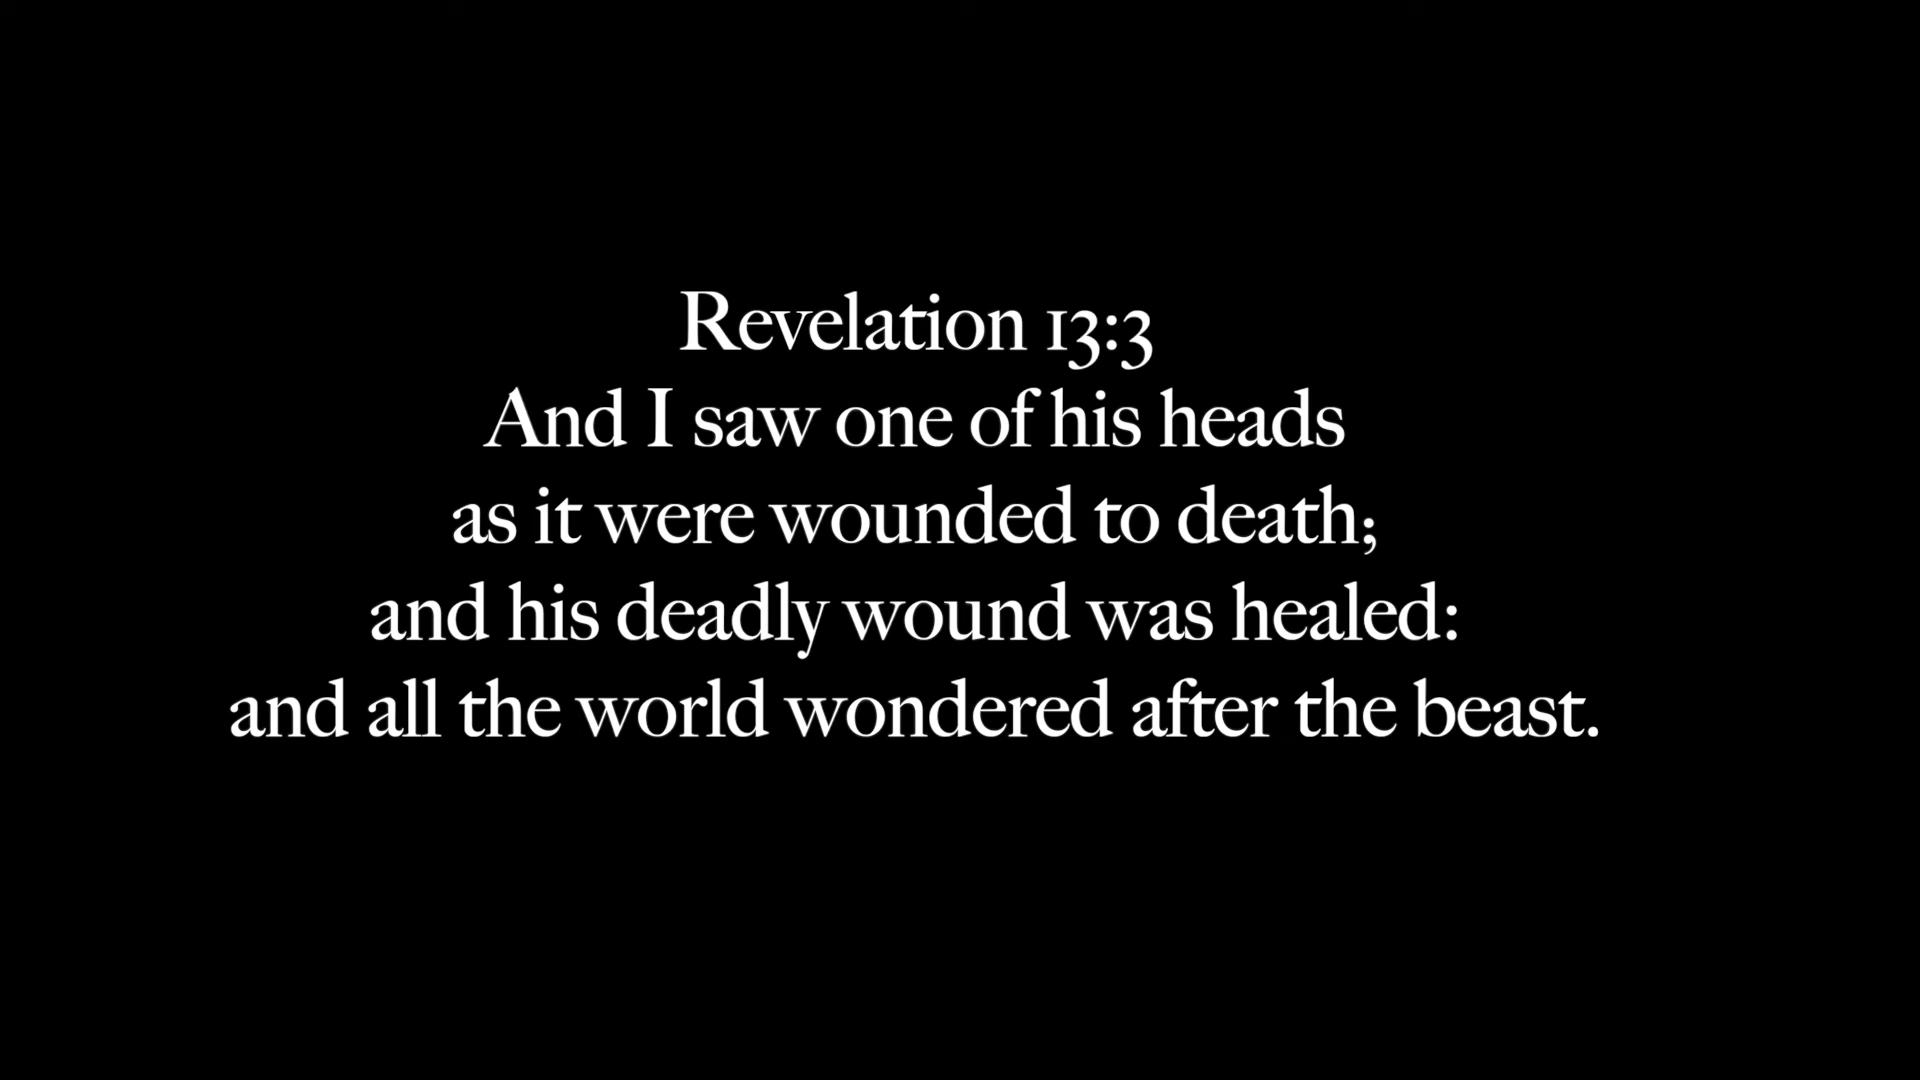 Revelation 13:3
And I saw one of his heads
as it were wounded to death;
and his deadly wound was healed:
and all the world wondered after the beast.